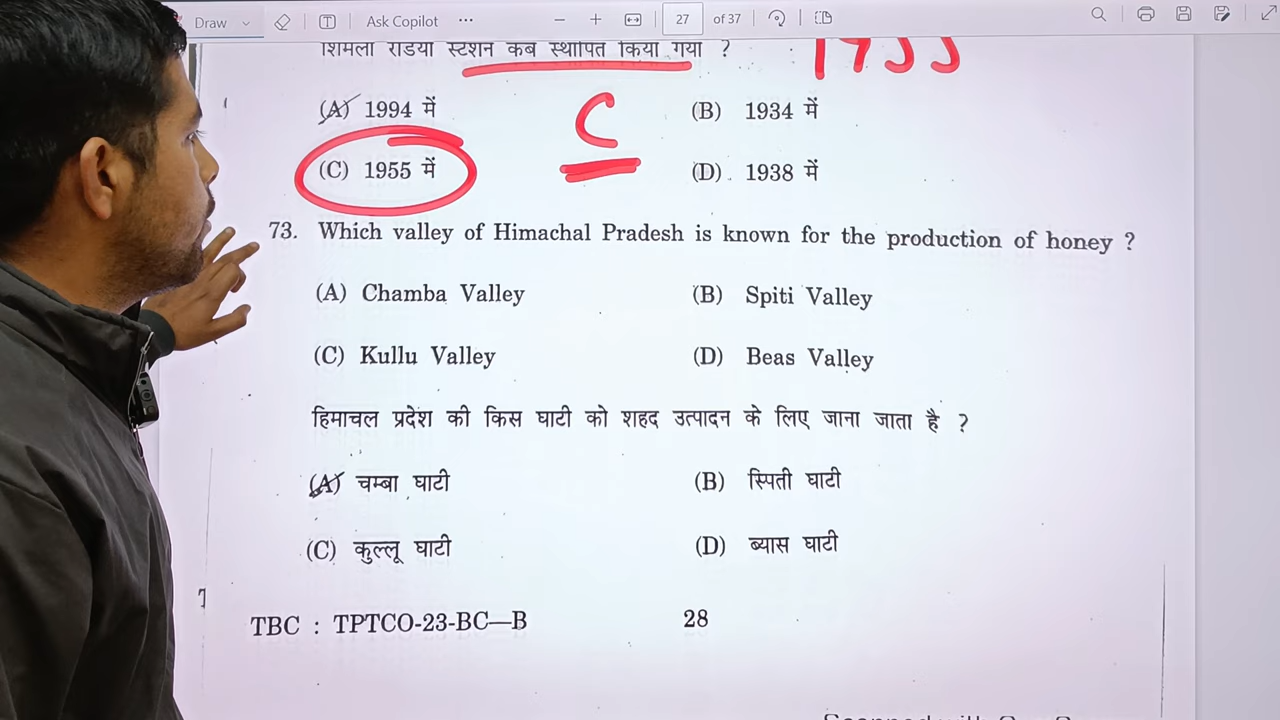 Draw
Ask Copilot
27 of 37
शिमला रेडियो स्टेशन कब स्थापित किया गया ? 1955
(A) 1994 में (B) 1934 में
C
(C) 1955 में (D) 1938 में
73. Which valley of Himachal Pradesh is known for the production of honey ?
(A) Chamba Valley (B) Spiti Valley
(C) Kullu Valley (D) Beas Valley
हिमाचल प्रदेश की किस घाटी को शहद उत्पादन के लिए जाना जाता है ?
(A) चम्बा घाटी (B) स्पिती घाटी
(C) कुल्लू घाटी (D) ब्यास घाटी
TBC : TPTCO-23-BC—B 28